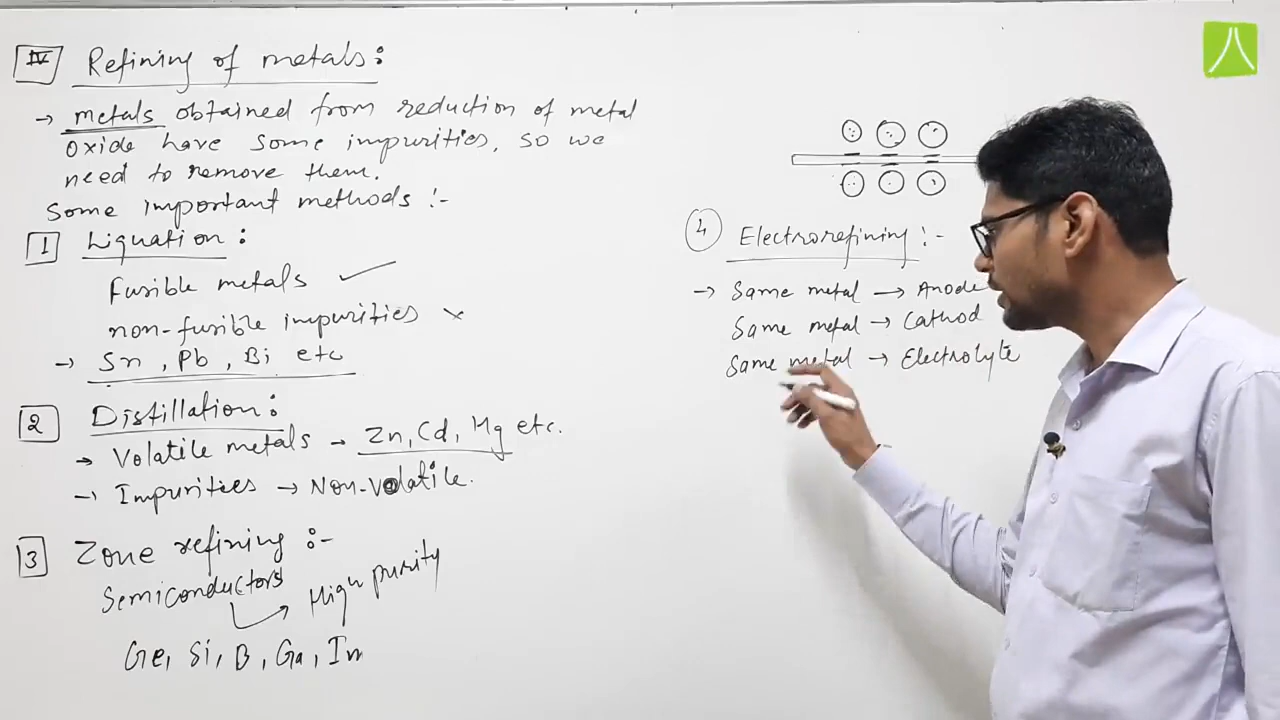 IV Refining of metals:
→ metals obtained from reduction of metal
oxide have some impurities, so we
need to remove them.
Some important methods :-
1 Liquation:
Fusible metals ✓
non-fusible impurities ×
→ Sn, Pb, Bi etc
2 Distillation:
→ Volatile metals → Zn, Cd, Hg etc.
→ Impurities → Non-Volatile.
3 Zone refining :-
Semiconductors
High purity
Ge, Si, B, Ga, In
4 Electrorefining :-
→ Same metal → Anode
Same metal → Cathod
Same metal → Electrolyte